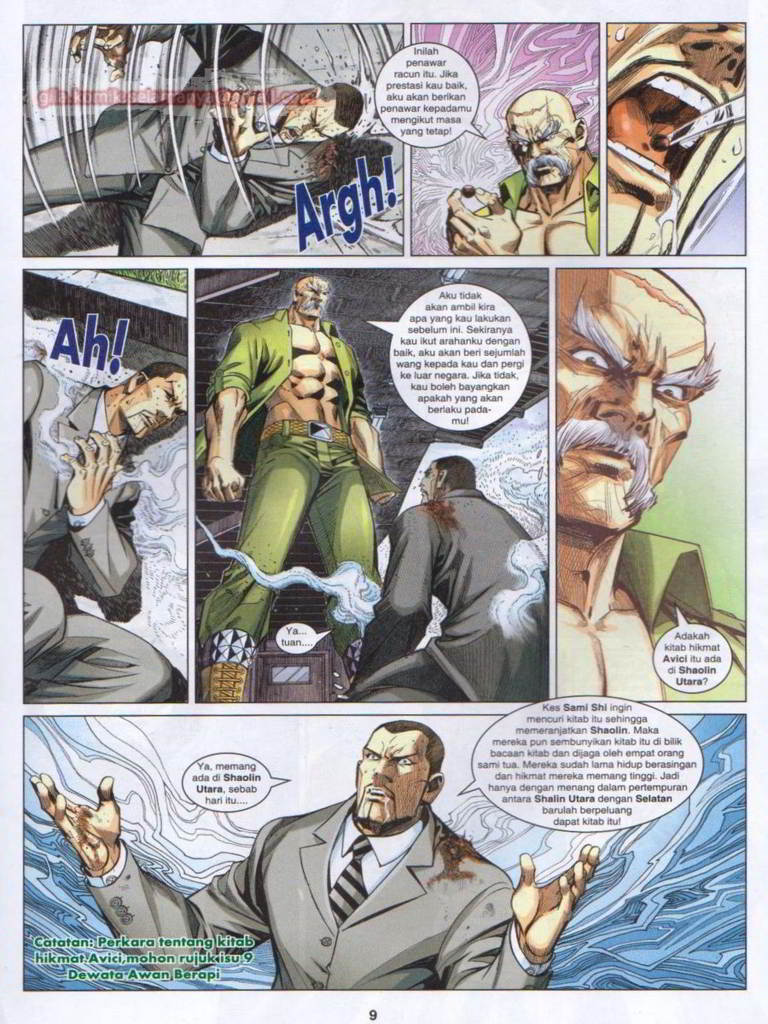 Inilah
penawar
racun itu. Jika
prestasi kau baik,
aku akan berikan
penawar kepadamu
mengikut masa
yang tetap!
Argh!
Ah!
Aku tidak
akan ambil kira
apa yang kau lakukan
sebelum ini. Sekiranya
kau ikut arahanku dengan
baik, aku akan beri sejumlah
wang kepada kau dan pergi
ke luar negara. Jika tidak,
kau boleh bayangkan
apakah yang akan
berlaku pada-
mu!
Ya...
tuan....
Adakah
kitab hikmat
Avici itu ada
di Shaolin
Utara?
Ya, memang
ada di Shaolin
Utara, sebab
hari itu....
Kes Sami Shi ingin
mencuri kitab itu sehingga
memeranjatkan Shaolin. Maka
mereka pun sembunyikan kitab itu di bilik
bacaan kitab dan dijaga oleh empat orang
sami tua. Mereka sudah lama hidup berasingan
dan hikmat mereka memang tinggi. Jadi
hanya dengan menang dalam pertempuran
antara Shalin Utara dengan Selatan
barulah berpeluang
dapat kitab itu!
Catatan: Perkara tentang kitab
hikmat Avici,mohon rujuk isu 9
Dewata Awan Berapi
9